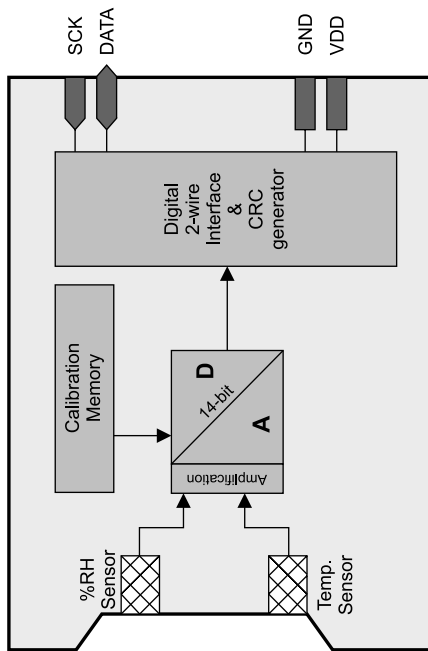 SCK
DATA
GND
VDD
Digital
2-wire
Interface
&
CRC
generator
Calibration
Memory
D
14-bit
A
Amplification
%RH
Sensor
Temp.
Sensor